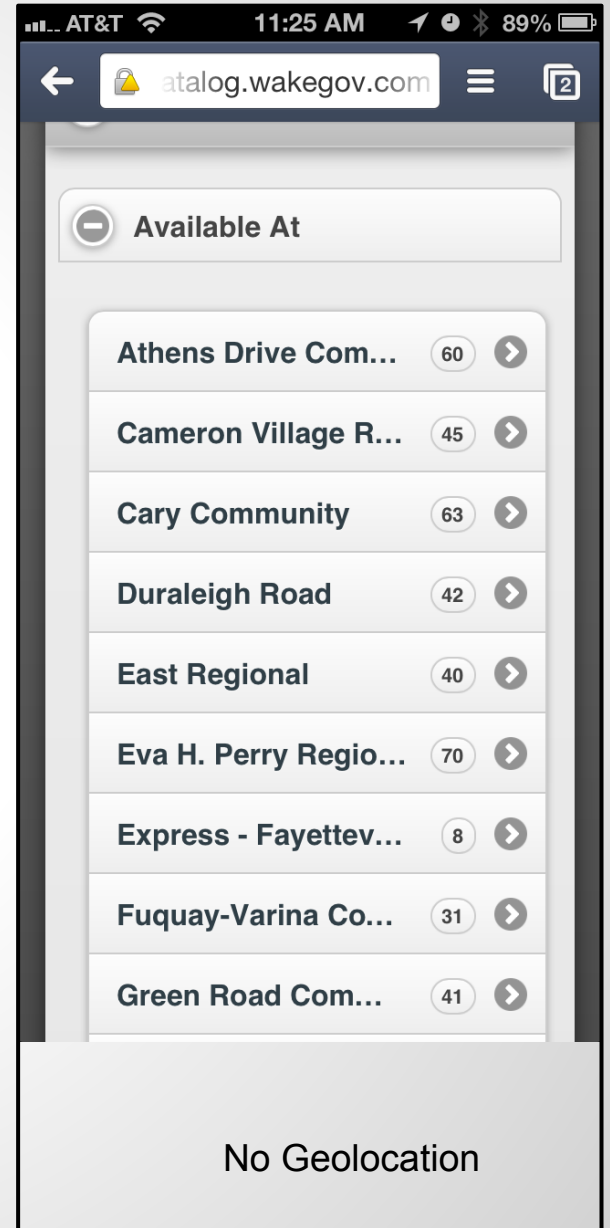 AT&T 11:25 AM 89%
atalog.wakegov.com 2
Available At
Athens Drive Com... 60
Cameron Village R... 45
Cary Community 63
Duraleigh Road 42
East Regional 40
Eva H. Perry Regio... 70
Express - Fayettev... 8
Fuquay-Varina Co... 31
Green Road Com... 41
No Geolocation